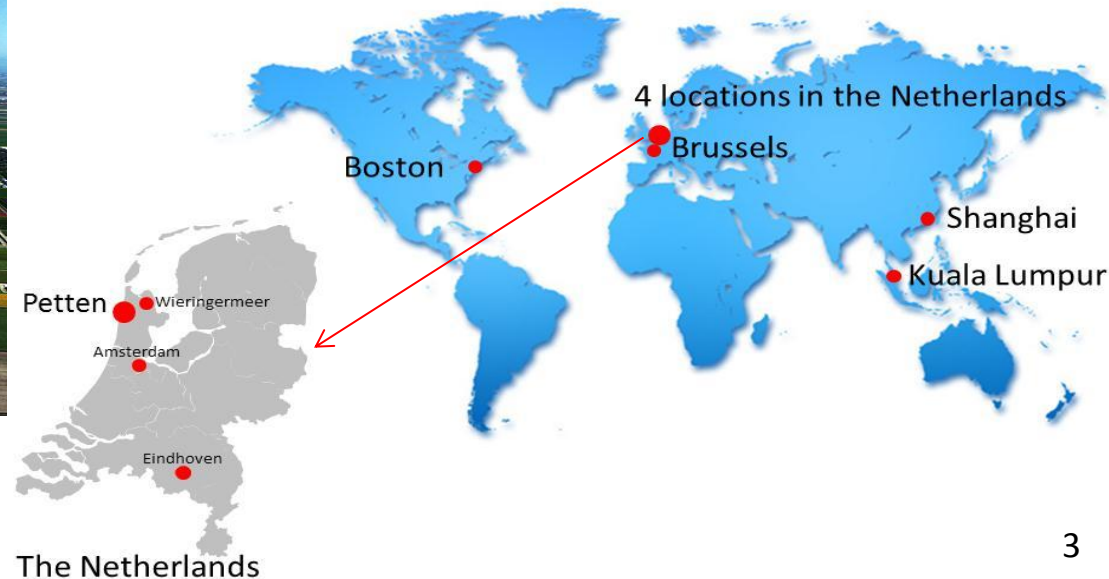 4 locations in the Netherlands
Brussels
Boston
Shanghai
Kuala Lumpur
Petten
Wieringermeer
Amsterdam
Eindhoven
The Netherlands
3